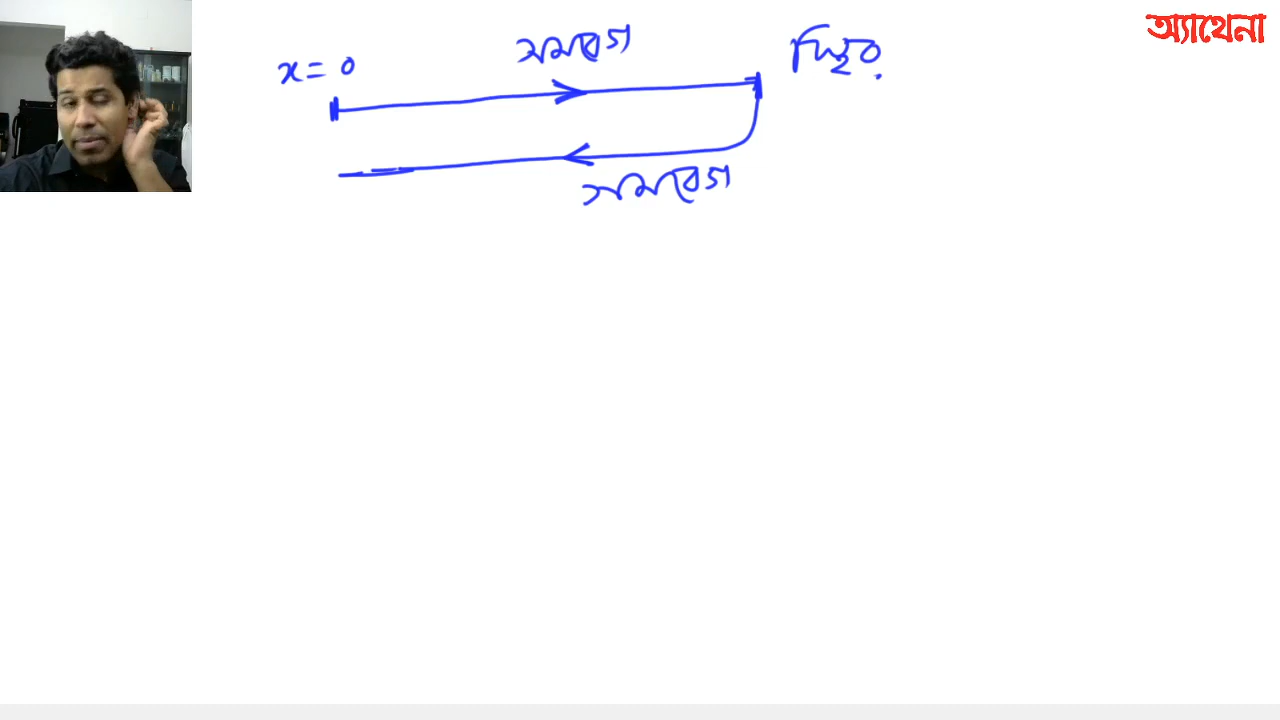 অ্যাথেনা
x = 0
সমবেগ
স্থির
সমবেগ